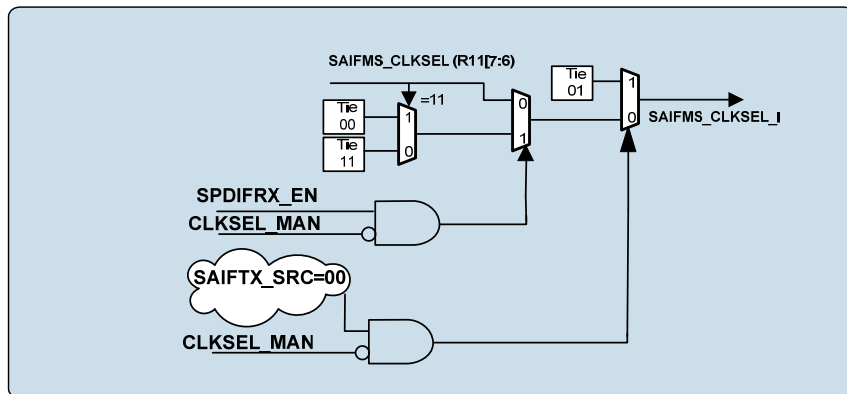 SAIFMS_CLKSEL (R11[7:6)
Tie
01
1
0
SAIFMS_CLKSEL_I
=11
Tie
00
1
0
Tie
11
0
1
SPDIFRX_EN
CLKSEL_MAN
SAIFTX_SRC=00
CLKSEL_MAN